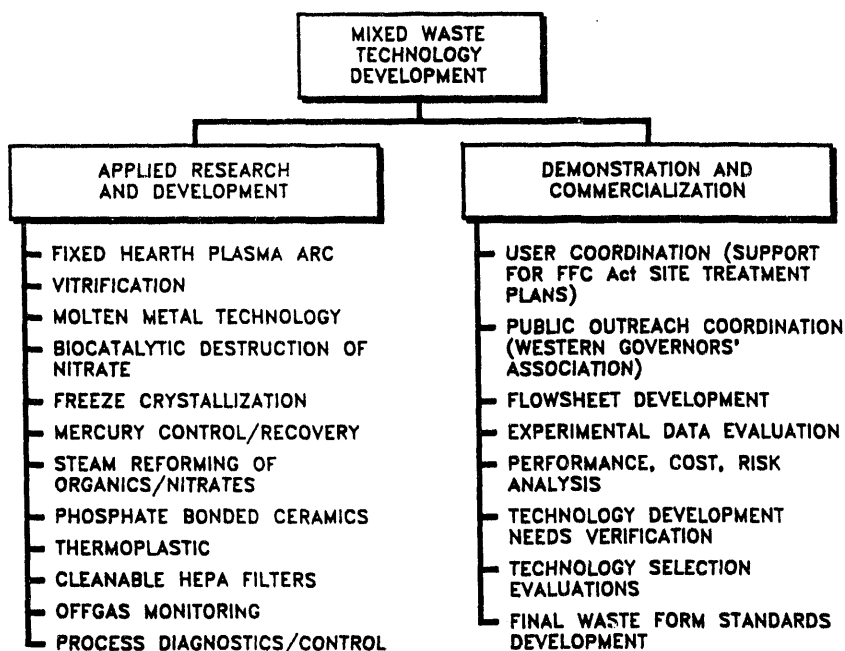 MIXED WASTE
TECHNOLOGY
DEVELOPMENT
APPLIED RESEARCH
AND DEVELOPMENT
FIXED HEARTH PLASMA ARC
VITRIFICATION
MOLTEN METAL TECHNOLOGY
BIOCATALYTIC DESTRUCTION OF
NITRATE
FREEZE CRYSTALLIZATION
MERCURY CONTROL/RECOVERY
STEAM REFORMING OF
ORGANICS/NITRATES
PHOSPHATE BONDED CERAMICS
THERMOPLASTIC
CLEANABLE HEPA FILTERS
OFFGAS MONITORING
PROCESS DIAGNOSTICS/CONTROL
DEMONSTRATION AND
COMMERCIALIZATION
USER COORDINATION (SUPPORT
FOR FFC Act SITE TREATMENT
PLANS)
PUBLIC OUTREACH COORDINATION
(WESTERN GOVERNORS'
ASSOCIATION)
FLOWSHEET DEVELOPMENT
EXPERIMENTAL DATA EVALUATION
PERFORMANCE, COST, RISK
ANALYSIS
TECHNOLOGY DEVELOPMENT
NEEDS VERIFICATION
TECHNOLOGY SELECTION
EVALUATIONS
FINAL WASTE FORM STANDARDS
DEVELOPMENT